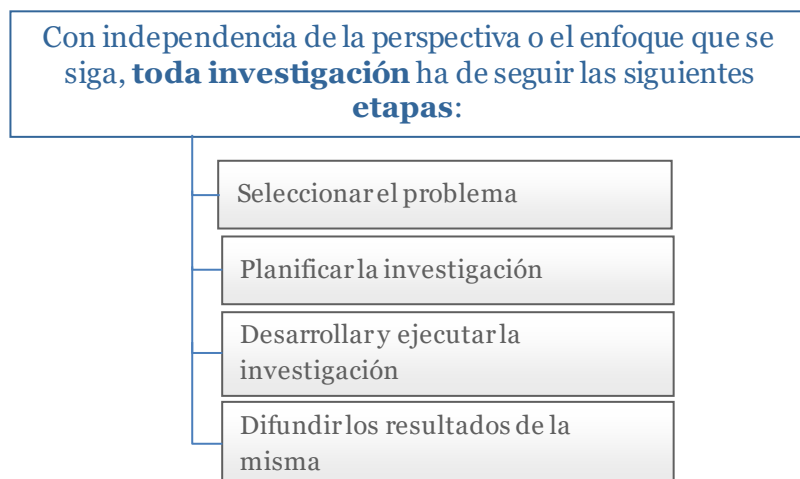 Con independencia de la perspectiva o el enfoque que se
siga, toda investigación ha de seguir las siguientes
etapas:
Seleccionar el problema
Planificar la investigación
Desarrollar y ejecutar la
investigación
Difundir los resultados de la
misma